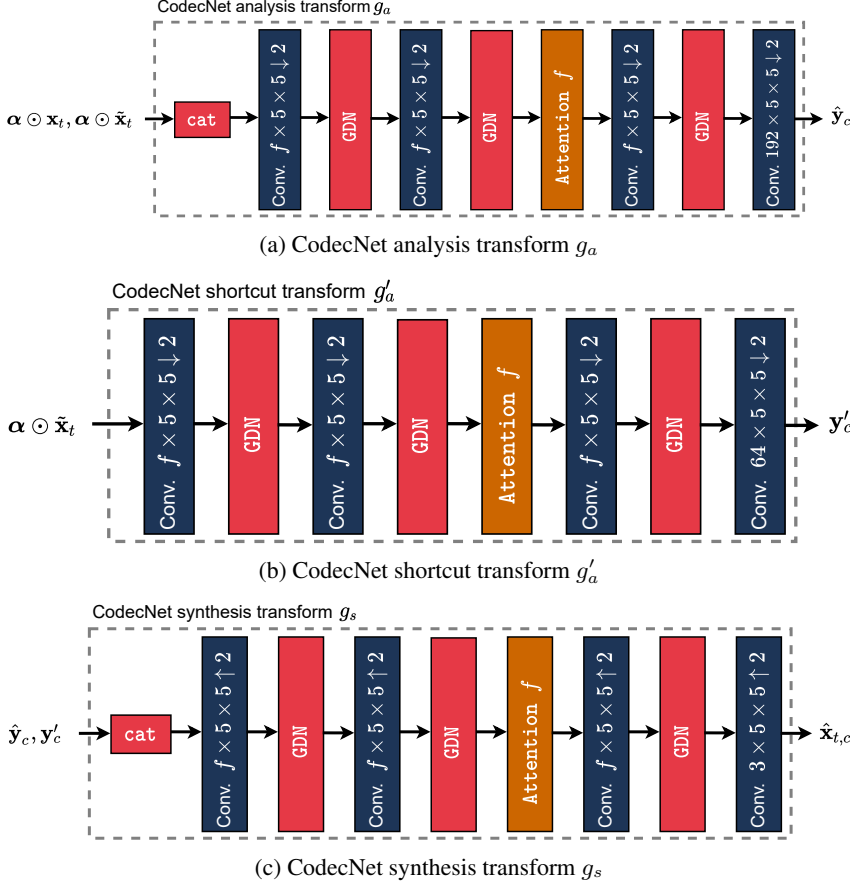 CodecNet analysis transform g_a
α ⊙ x_t, α ⊙ x̃_t
cat
Conv. f × 5 × 5 ↓ 2
GDN
Conv. f × 5 × 5 ↓ 2
GDN
Attention f
Conv. f × 5 × 5 ↓ 2
GDN
Conv. 192 × 5 × 5 ↓ 2
ŷ_c
(a) CodecNet analysis transform g_a
CodecNet shortcut transform g′_a
α ⊙ x̃_t
Conv. f × 5 × 5 ↓ 2
GDN
Conv. f × 5 × 5 ↓ 2
GDN
Attention f
Conv. f × 5 × 5 ↓ 2
GDN
Conv. 64 × 5 × 5 ↓ 2
y′_c
(b) CodecNet shortcut transform g′_a
CodecNet synthesis transform g_s
ŷ_c, y′_c
cat
Conv. f × 5 × 5 ↑ 2
GDN
Conv. f × 5 × 5 ↑ 2
GDN
Attention f
Conv. f × 5 × 5 ↑ 2
GDN
Conv. 3 × 5 × 5 ↑ 2
x̂_{t,c}
(c) CodecNet synthesis transform g_s